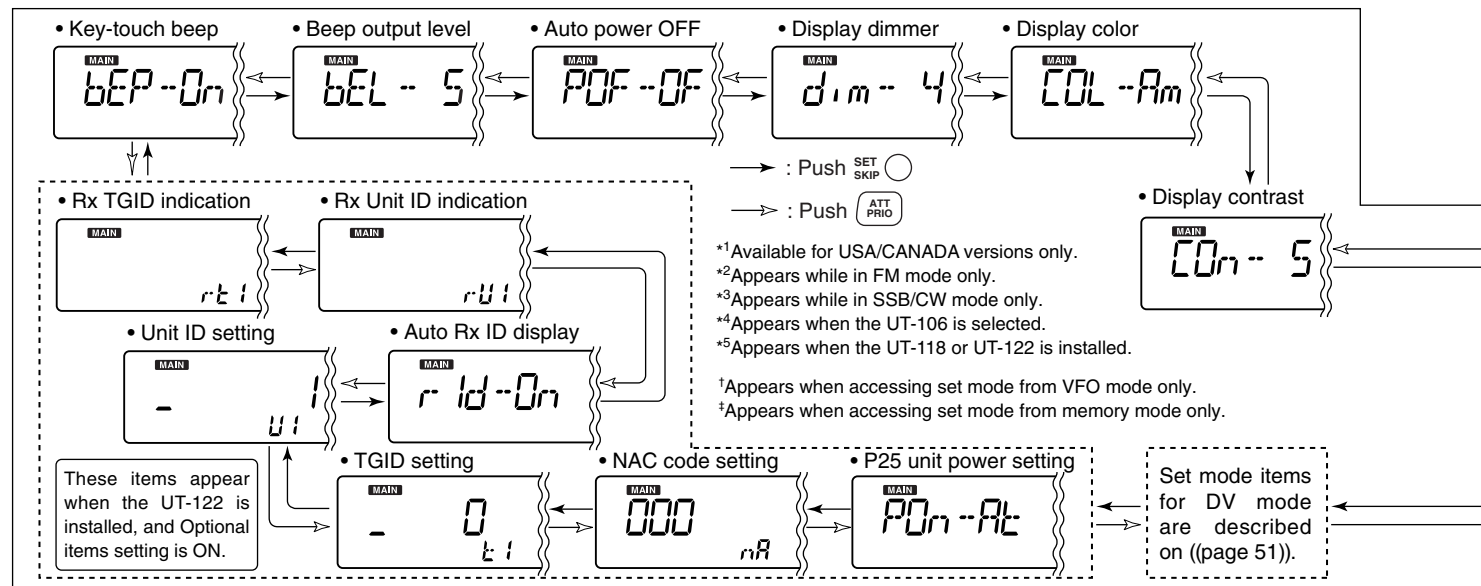 • Key-touch beep
• Beep output level
• Auto power OFF
• Display dimmer
• Display color
MAIN
bEP-On
MAIN
bEL- 5
MAIN
POF-OF
MAIN
dim- 4
MAIN
COL-Am
: Push SET SKIP
: Push ATT PRIO
• Display contrast
MAIN
COn- 5
• Rx TGID indication
• Rx Unit ID indication
MAIN
rt1
MAIN
rU1
*1Available for USA/CANADA versions only.
*2Appears while in FM mode only.
*3Appears while in SSB/CW mode only.
*4Appears when the UT-106 is selected.
*5Appears when the UT-118 or UT-122 is installed.
†Appears when accessing set mode from VFO mode only.
‡Appears when accessing set mode from memory mode only.
• Unit ID setting
• Auto Rx ID display
MAIN
_ 1
U1
MAIN
rId-On
These items appear
when the UT-122 is
installed, and Optional
items setting is ON.
• TGID setting
• NAC code setting
• P25 unit power setting
MAIN
_ 0
t1
MAIN
000
nA
MAIN
POn-At
Set mode items
for DV mode
are described
on ((page 51)).